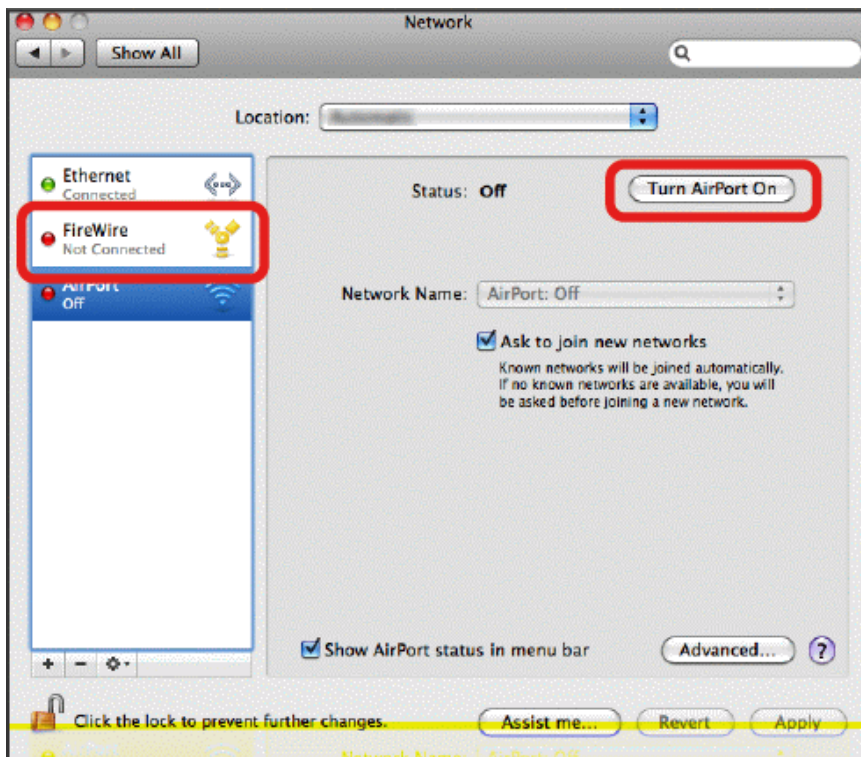 Network
Show All
Location:
Ethernet
Connected
FireWire
Not Connected
AirPort
Off
Status: Off
Turn AirPort On
Network Name: AirPort: Off
Ask to join new networks
Known networks will be joined automatically.
If no known networks are available, you will
be asked before joining a new network.
Show AirPort status in menu bar
Advanced...
?
Click the lock to prevent further changes.
Assist me...
Revert
Apply